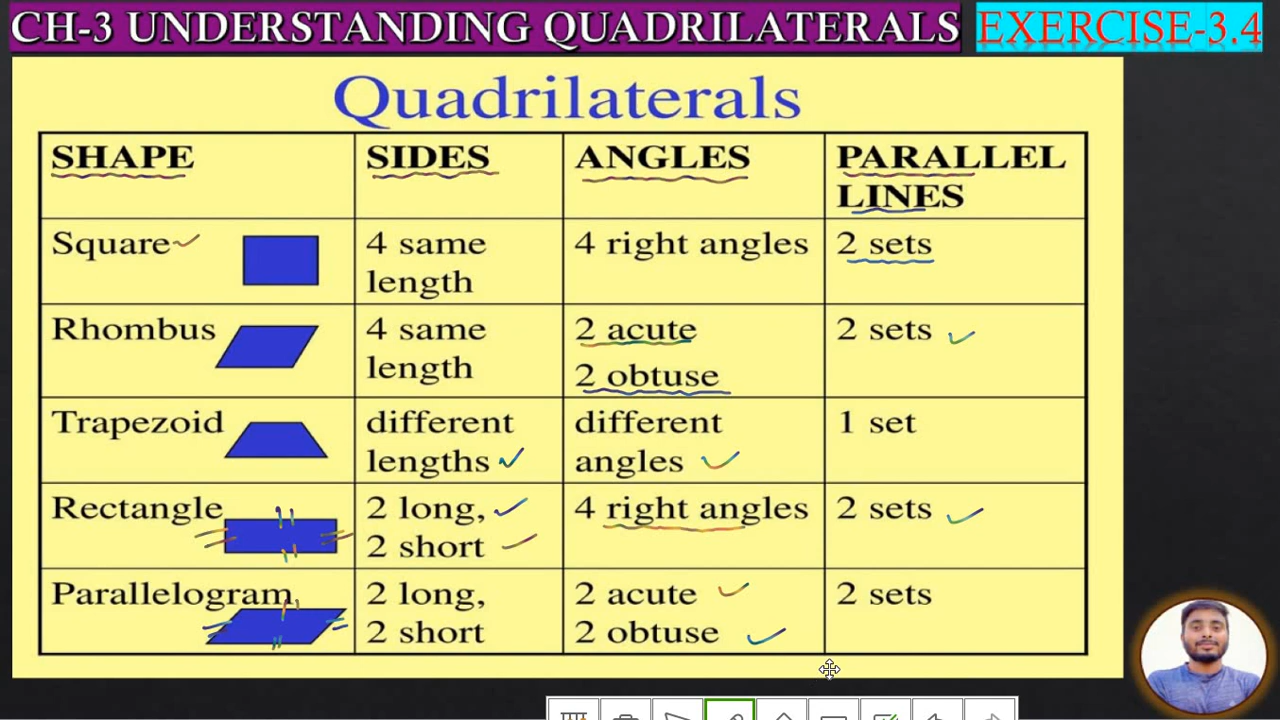 CH-3 UNDERSTANDING QUADRILATERALS EXERCISE-3.4
Quadrilaterals
SHAPE SIDES ANGLES PARALLEL
LINES
Square 4 same 4 right angles 2 sets
length
Rhombus 4 same 2 acute 2 sets
length 2 obtuse
Trapezoid different different 1 set
lengths angles
Rectangle 2 long, 4 right angles 2 sets
2 short
Parallelogram 2 long, 2 acute 2 sets
2 short 2 obtuse